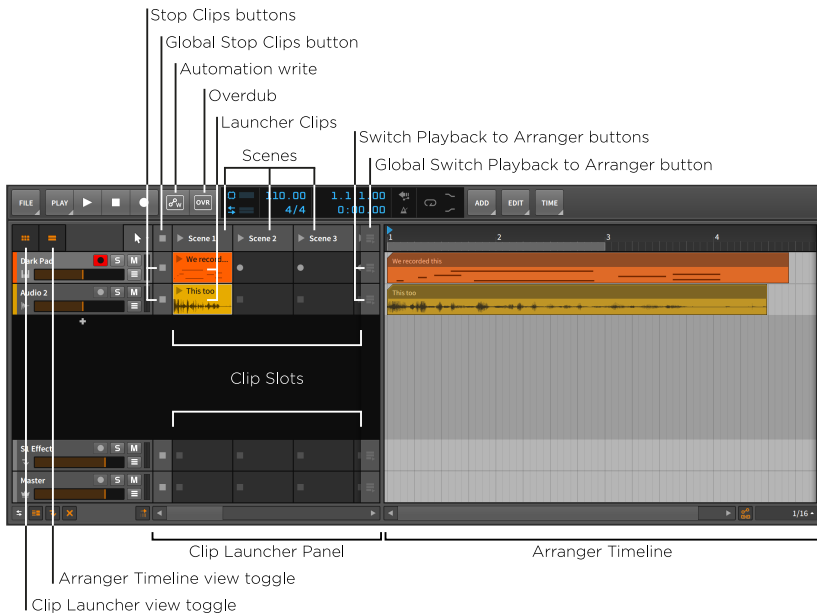 Stop Clips buttons
Global Stop Clips button
Automation write
Overdub
Launcher Clips
Switch Playback to Arranger buttons
Scenes
Global Switch Playback to Arranger button
FILE PLAY W OVR 110.00 4/4 1.1.1.00 0:00.00 ADD EDIT TIME
Scene 1 Scene 2 Scene 3 1 2 3 4
Dark Pad S M We record... We recorded this
Audio 2 S M This too This too
Clip Slots
S1 Effect S M
Master S M
1/16
Clip Launcher Panel Arranger Timeline
Arranger Timeline view toggle
Clip Launcher view toggle